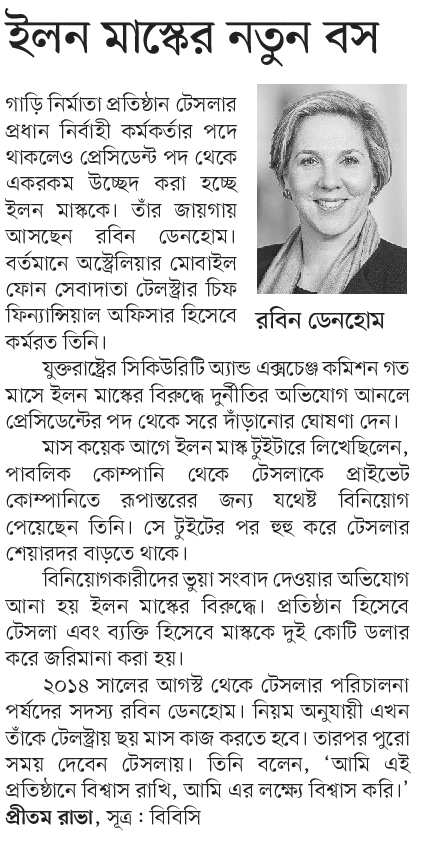 ইলন মাস্কের নতুন বস
গাড়ি নির্মাতা প্রতিষ্ঠান টেসলার
প্রধান নির্বাহী কর্মকর্তার পদে
থাকলেও প্রেসিডেন্ট পদ থেকে
একরকম উচ্ছেদ করা হচ্ছে
ইলন মাস্ককে। তাঁর জায়গায়
আসছেন রবিন ডেনহোম।
বর্তমানে অস্ট্রেলিয়ার মোবাইল
ফোন সেবাদাতা টেলস্ট্রার চিফ
ফিন্যান্সিয়াল অফিসার হিসেবে
কর্মরত তিনি।
রবিন ডেনহোম
যুক্তরাষ্ট্রের সিকিউরিটি অ্যান্ড এক্সচেঞ্জ কমিশন গত
মাসে ইলন মাস্কের বিরুদ্ধে দুর্নীতির অভিযোগ আনলে
প্রেসিডেন্টের পদ থেকে সরে দাঁড়ানোর ঘোষণা দেন।
মাস কয়েক আগে ইলন মাস্ক টুইটারে লিখেছিলেন,
পাবলিক কোম্পানি থেকে টেসলাকে প্রাইভেট
কোম্পানিতে রূপান্তরের জন্য যথেষ্ট বিনিয়োগ
পেয়েছেন তিনি। সে টুইটের পর হুহু করে টেসলার
শেয়ারদর বাড়তে থাকে।
বিনিয়োগকারীদের ভুয়া সংবাদ দেওয়ার অভিযোগ
আনা হয় ইলন মাস্কের বিরুদ্ধে। প্রতিষ্ঠান হিসেবে
টেসলা এবং ব্যক্তি হিসেবে মাস্ককে দুই কোটি ডলার
করে জরিমানা করা হয়।
২০১৪ সালের আগস্ট থেকে টেসলার পরিচালনা
পর্ষদের সদস্য রবিন ডেনহোম। নিয়ম অনুযায়ী এখন
তাঁকে টেলস্ট্রায় ছয় মাস কাজ করতে হবে। তারপর পুরো
সময় দেবেন টেসলায়। তিনি বলেন, ‘আমি এই
প্রতিষ্ঠানে বিশ্বাস রাখি, আমি এর লক্ষ্যে বিশ্বাস করি।’
প্রীতম রাভা, সূত্র : বিবিসি